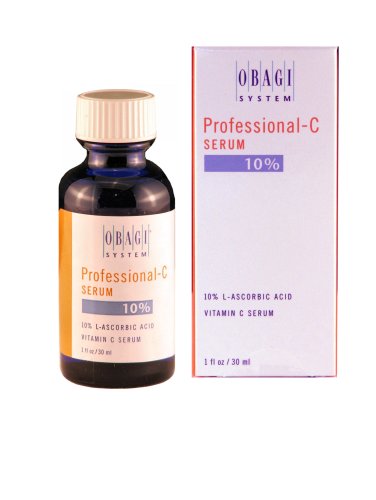 OBAGI
SYSTEM
Professional-C
SERUM
10%
10% L-ASCORBIC ACID
VITAMIN C SERUM
1 fl oz / 30 ml
OBAGI
SYSTEM
Professional-C
SERUM
10%
10% L-ASCORBIC ACID
VITAMIN C SERUM
1 fl oz / 30 ml